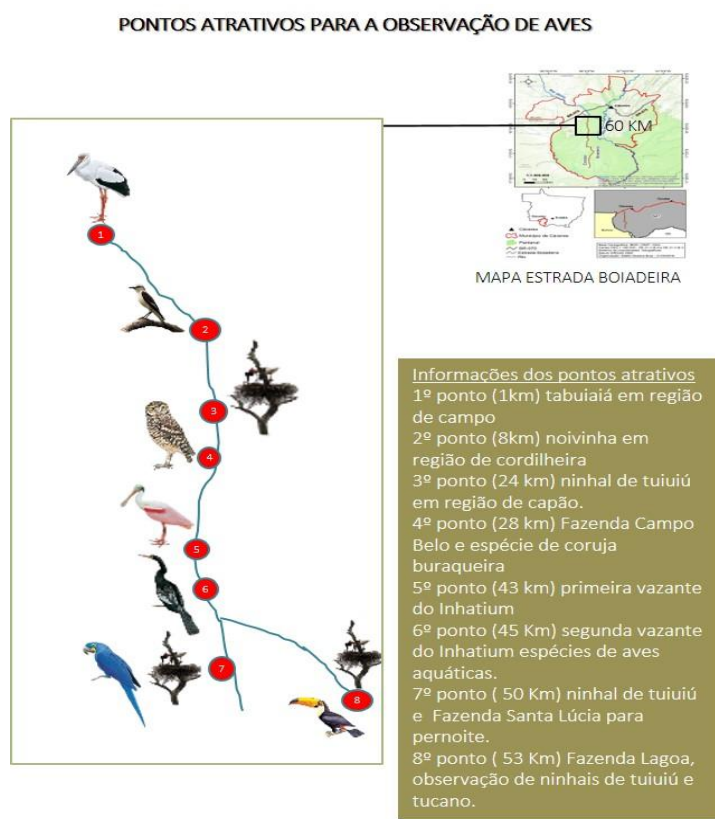 PONTOS ATRATIVOS PARA A OBSERVAÇÃO DE AVES
60 KM
MAPA ESTRADA BOIADEIRA
1
2
3
4
5
6
7
8
Informações dos pontos atrativos
1º ponto (1km) tabuiaiá em região
de campo
2º ponto (8km) noivinha em
região de cordilheira
3º ponto (24 km) ninhal de tuiuiú
em região de capão.
4º ponto (28 km) Fazenda Campo
Belo e espécie de coruja
buraqueira
5º ponto (43 km) primeira vazante
do Inhatium
6º ponto (45 Km) segunda vazante
do Inhatium espécies de aves
aquáticas.
7º ponto ( 50 Km) ninhal de tuiuiú
e  Fazenda Santa Lúcia para
pernoite.
8º ponto ( 53 Km) Fazenda Lagoa,
observação de ninhais de tuiuiú e
tucano.